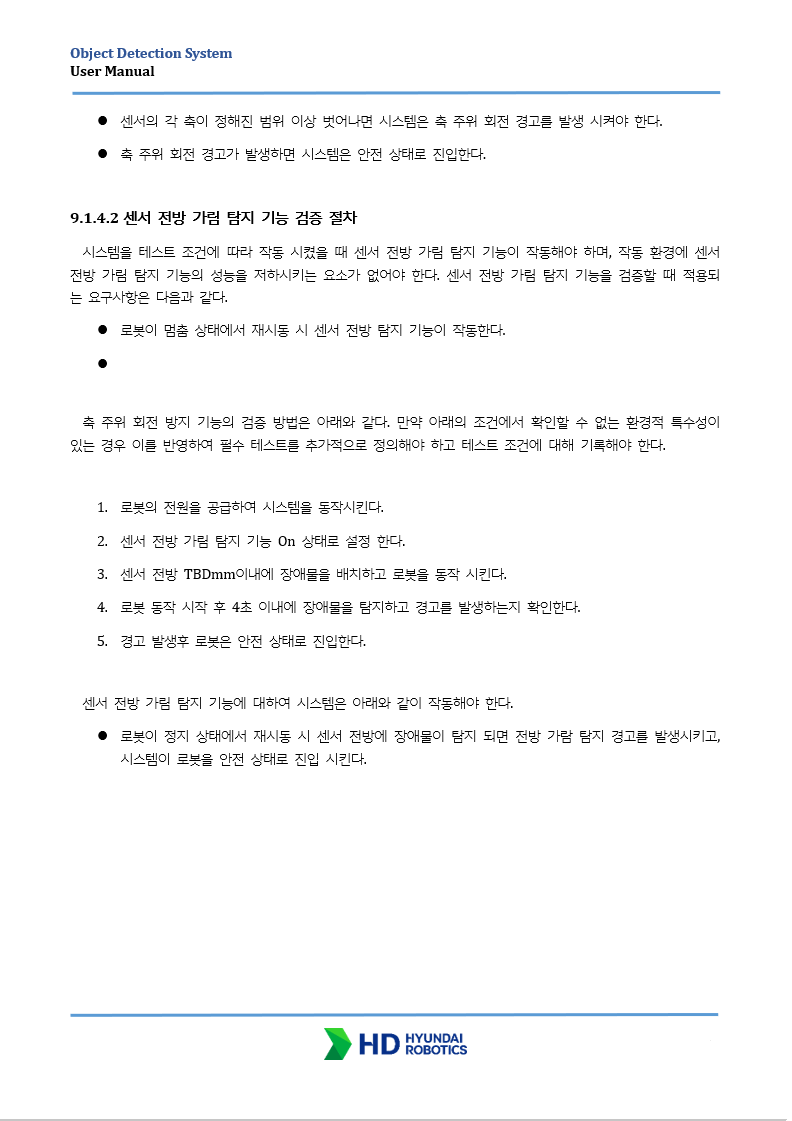 Object Detection System
User Manual
● 센서의 각 축이 정해진 범위 이상 벗어나면 시스템은 축 주위 회전 경고를 발생 시켜야 한다.
● 축 주위 회전 경고가 발생하면 시스템은 안전 상태로 진입한다.
9.1.4.2 센서 전방 가림 탐지 기능 검증 절차
시스템을 테스트 조건에 따라 작동 시켰을 때 센서 전방 가림 탐지 기능이 작동해야 하며, 작동 환경에 센서
전방 가림 탐지 기능의 성능을 저하시키는 요소가 없어야 한다. 센서 전방 가림 탐지 기능을 검증할 때 적용되
는 요구사항은 다음과 같다.
● 로봇이 멈춤 상태에서 재시동 시 센서 전방 탐지 기능이 작동한다.
●
축 주위 회전 방지 기능의 검증 방법은 아래와 같다. 만약 아래의 조건에서 확인할 수 없는 환경적 특수성이
있는 경우 이를 반영하여 필수 테스트를 추가적으로 정의해야 하고 테스트 조건에 대해 기록해야 한다.
1. 로봇의 전원을 공급하여 시스템을 동작시킨다.
2. 센서 전방 가림 탐지 기능 On 상태로 설정 한다.
3. 센서 전방 TBDmm이내에 장애물을 배치하고 로봇을 동작 시킨다.
4. 로봇 동작 시작 후 4초 이내에 장애물을 탐지하고 경고를 발생하는지 확인한다.
5. 경고 발생후 로봇은 안전 상태로 진입한다.
센서 전방 가림 탐지 기능에 대하여 시스템은 아래와 같이 작동해야 한다.
● 로봇이 정지 상태에서 재시동 시 센서 전방에 장애물이 탐지 되면 전방 가람 탐지 경고를 발생시키고,
시스템이 로봇을 안전 상태로 진입 시킨다.
HD HYUNDAI
ROBOTICS